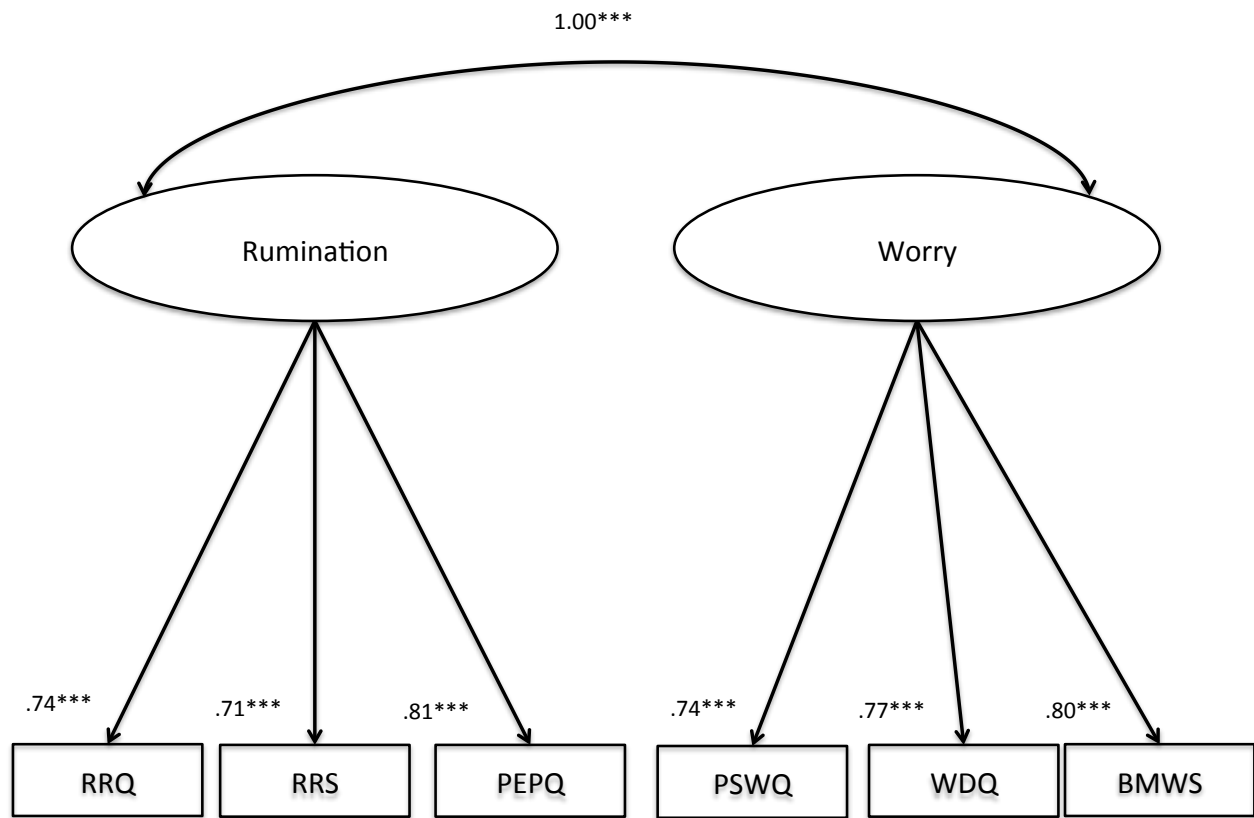 1.00***
Rumination
Worry
.74*** .71*** .81*** .74*** .77*** .80***
RRQ RRS PEPQ PSWQ WDQ BMWS